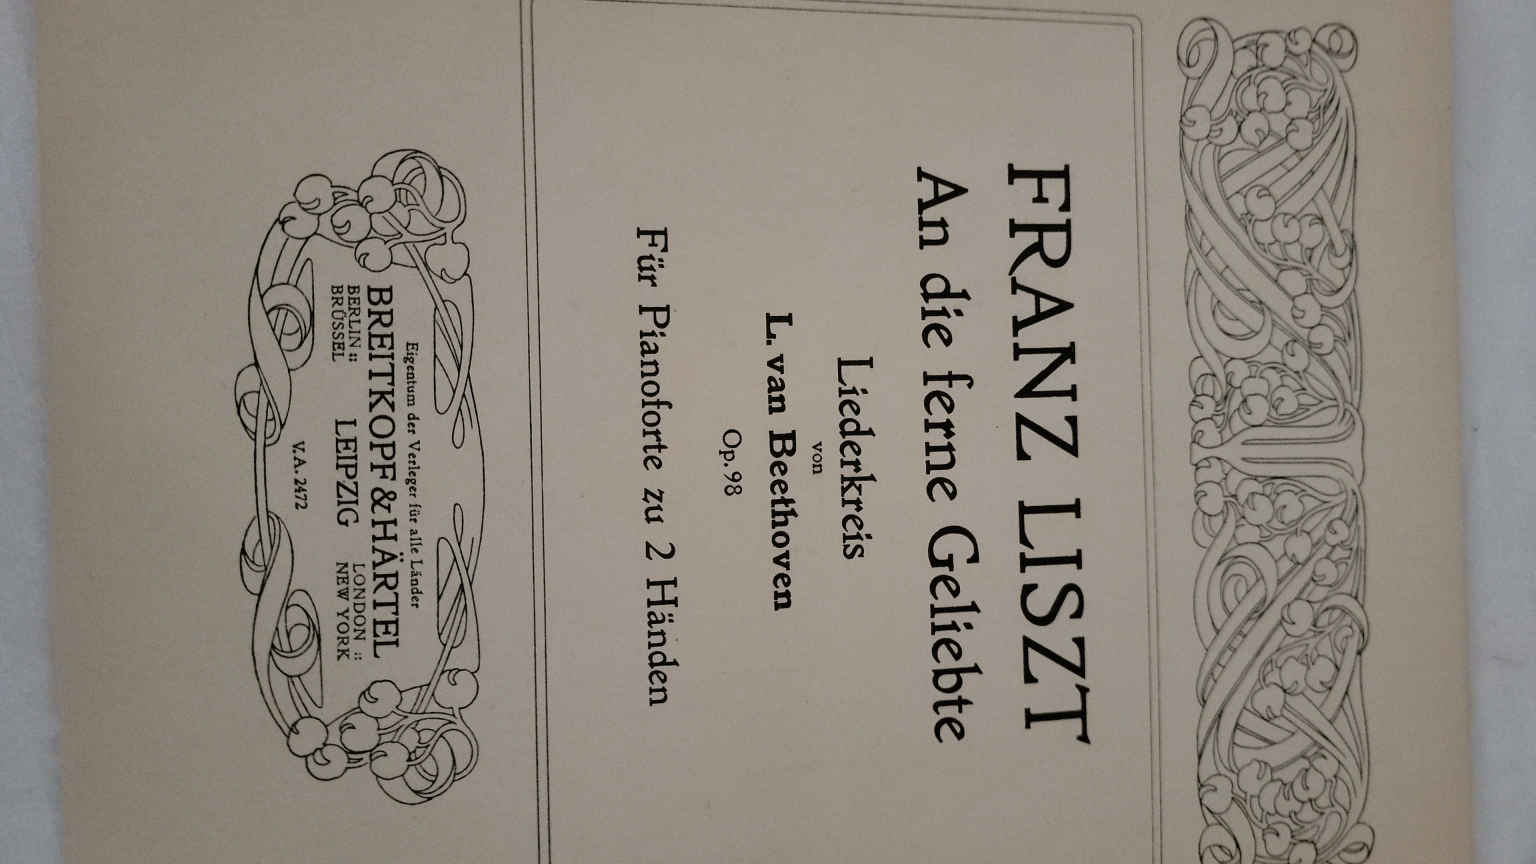 FRANZ LISZT
An die ferne Geliebte
Liederkreis
von
L. van Beethoven
Op. 98
Für Pianoforte zu 2 Händen
Eigentum der Verleger für alle Länder
BREITKOPF & HÄRTEL
BERLIN :: BRÜSSEL LEIPZIG LONDON :: NEW YORK
V. A. 2472